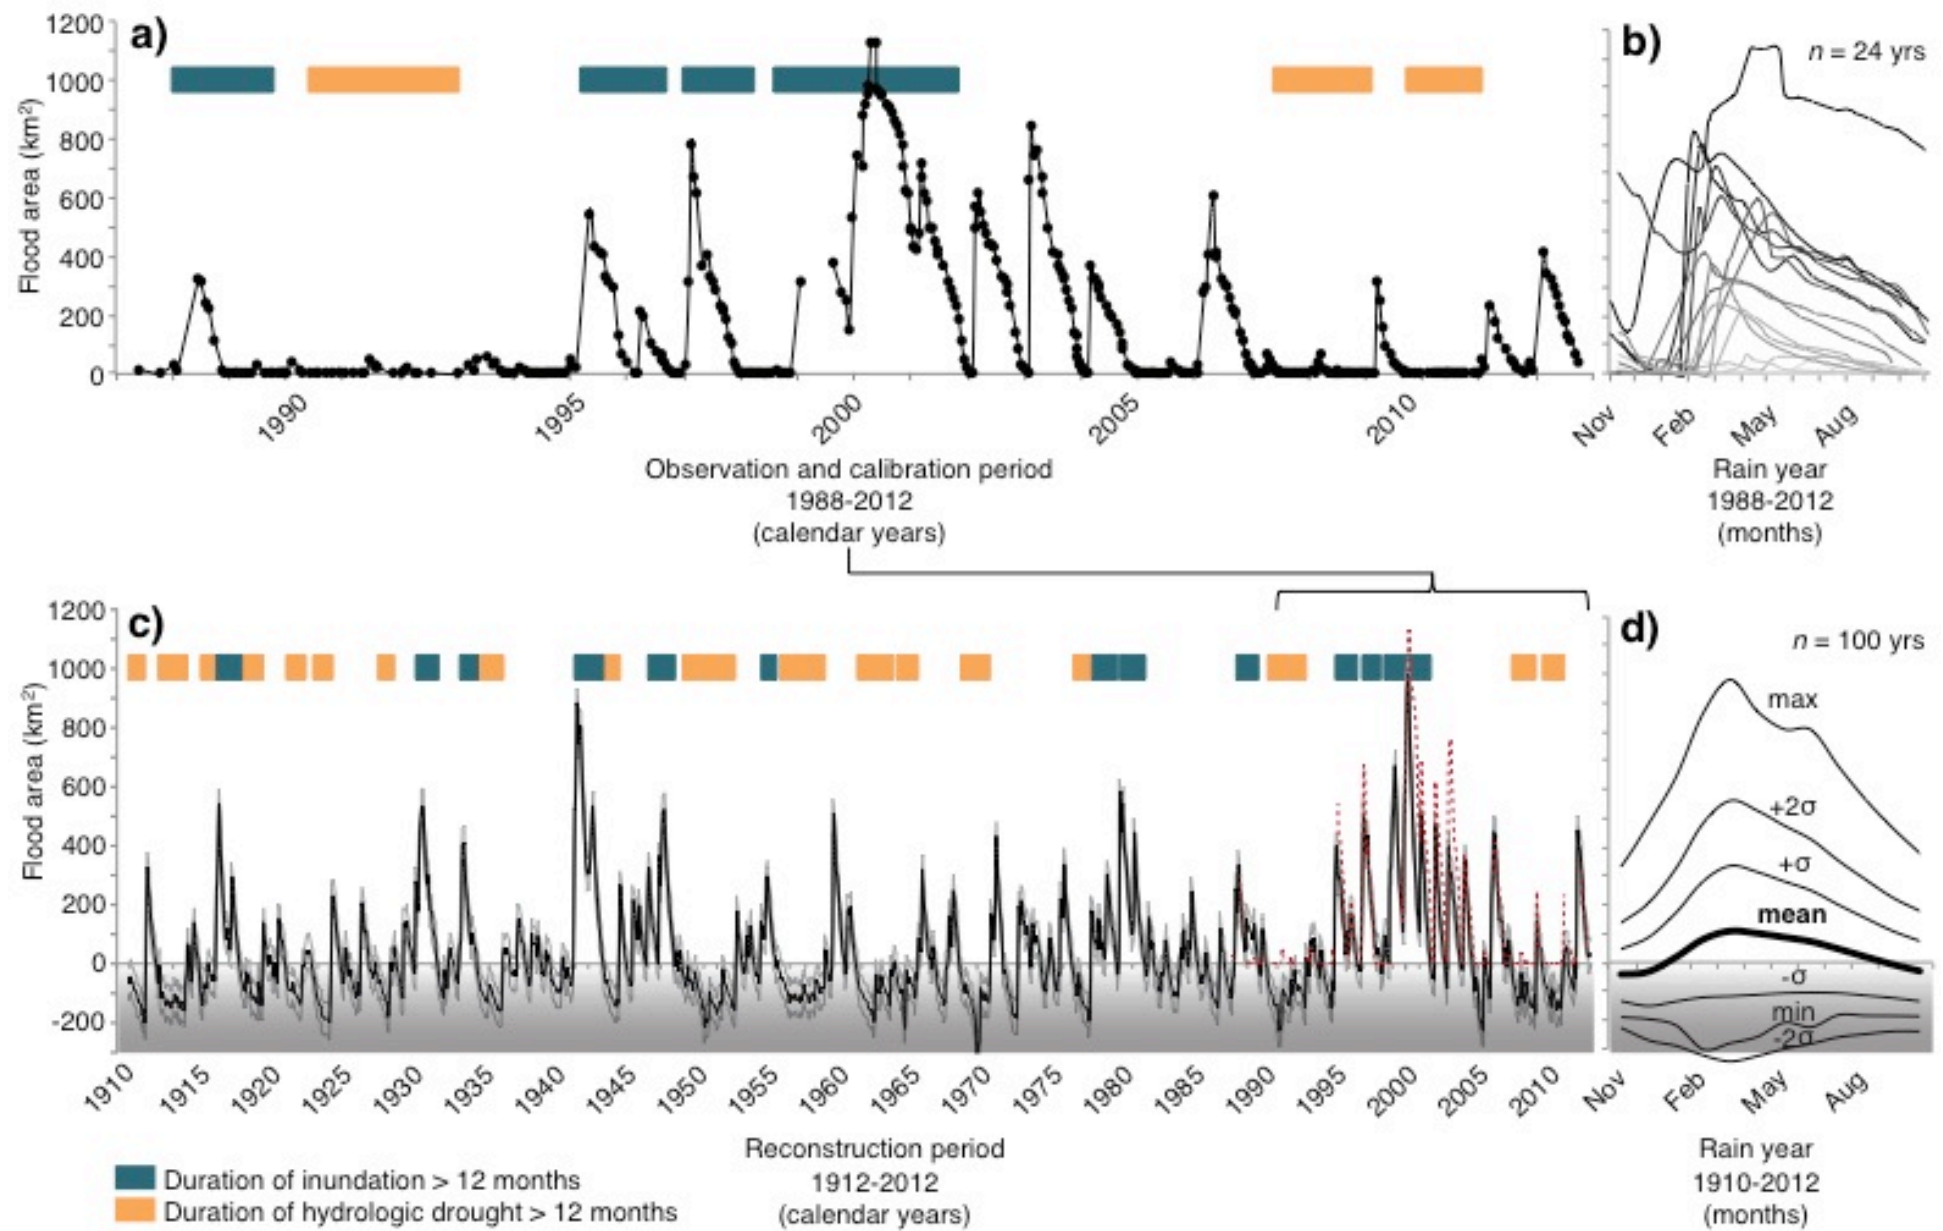 a)
1200
1000
800
600
400
200
0
Flood area (km²)
1990
1995
2000
2005
2010
Observation and calibration period
1988-2012
(calendar years)
b)
n = 24 yrs
Nov
Feb
May
Aug
Rain year
1988-2012
(months)
c)
1200
1000
800
600
400
200
0
-200
Flood area (km²)
1910
1915
1920
1925
1930
1935
1940
1945
1950
1955
1960
1965
1970
1975
1980
1985
1990
1995
2000
2005
2010
Reconstruction period
1912-2012
(calendar years)
Duration of inundation > 12 months
Duration of hydrologic drought > 12 months
d)
n = 100 yrs
max
+2σ
+σ
mean
-σ
min
-2σ
Nov
Feb
May
Aug
Rain year
1910-2012
(months)